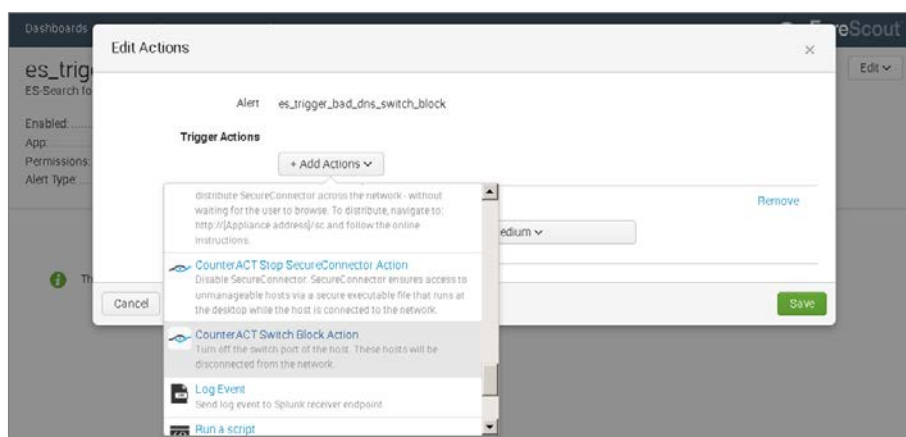 Dashboards
reScout
Edit Actions
×
es_trig
Edit
ES-Search fo
Alert es_trigger_bad_dns_switch_block
Enabled:
App:
Trigger Actions
Permissions:
+ Add Actions
Alert Type:
distribute SecureConnector across the network - without
waiting for the user to browse. To distribute, navigate to:
http://[Appliance address]/sc and follow the online
instructions.
Remove
edium
CounterACT Stop SecureConnector Action
Disable SecureConnector. SecureConnector ensures access to
unmanageable hosts via a secure executable file that runs at
the desktop while the host is connected to the network.
Th
Cancel
Save
CounterACT Switch Block Action
Turn off the switch port of the host. These hosts will be
disconnected from the network.
Log Event
Send log event to Splunk receiver endpoint
Run a script